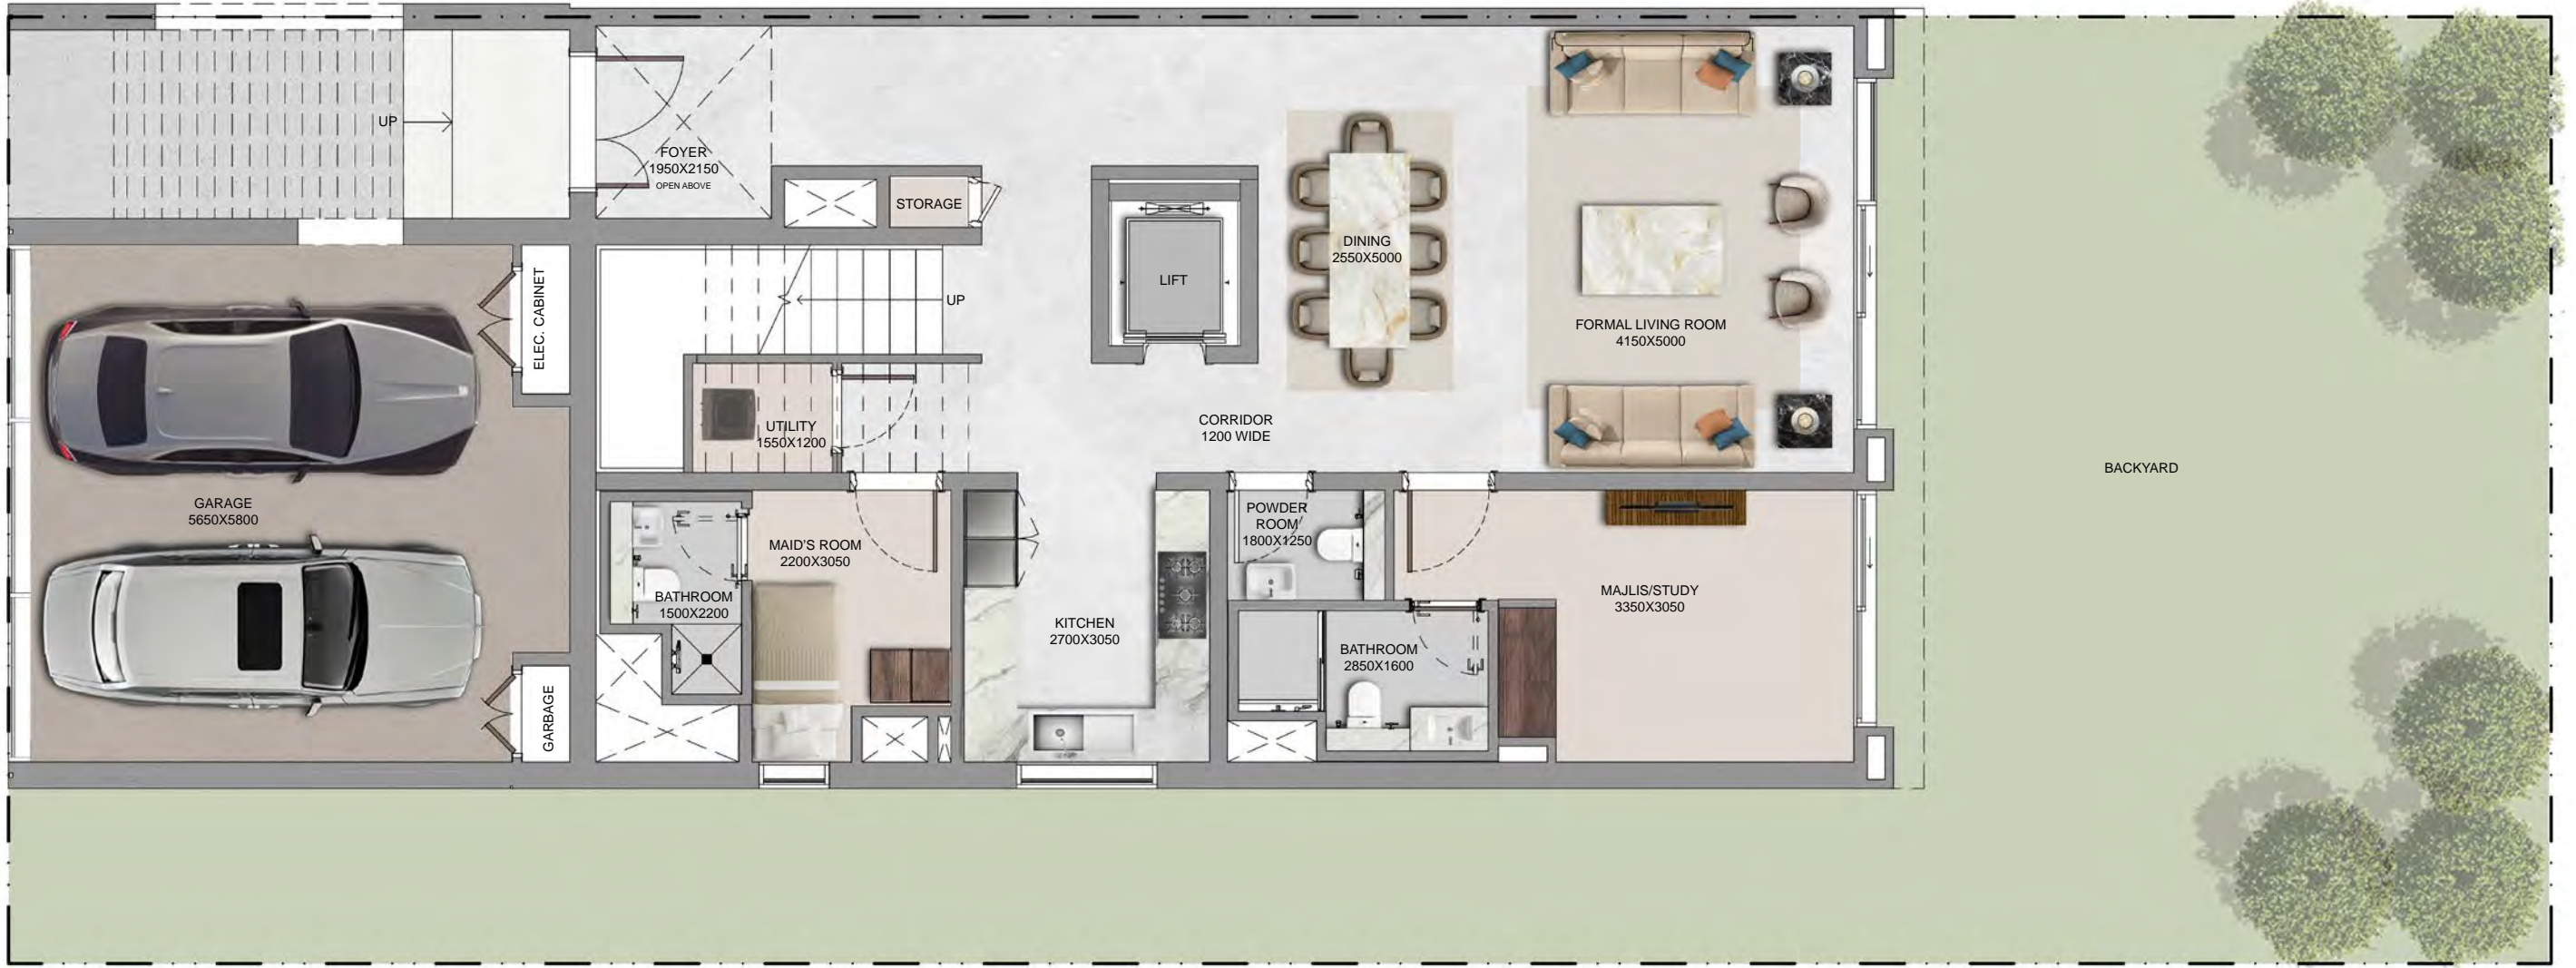 UP
FOYER
1950X2150
OPEN ABOVE
STORAGE
ELEC. CABINET
UP
LIFT
DINING
2550X5000
FORMAL LIVING ROOM
4150X5000
UTILITY
1550X1200
CORRIDOR
1200 WIDE
BACKYARD
GARAGE
5650X5800
MAID'S ROOM
2200X3050
BATHROOM
1500X2200
KITCHEN
2700X3050
POWDER
ROOM
1800X1250
MAJLIS/STUDY
3350X3050
BATHROOM
2850X1600
GARBAGE